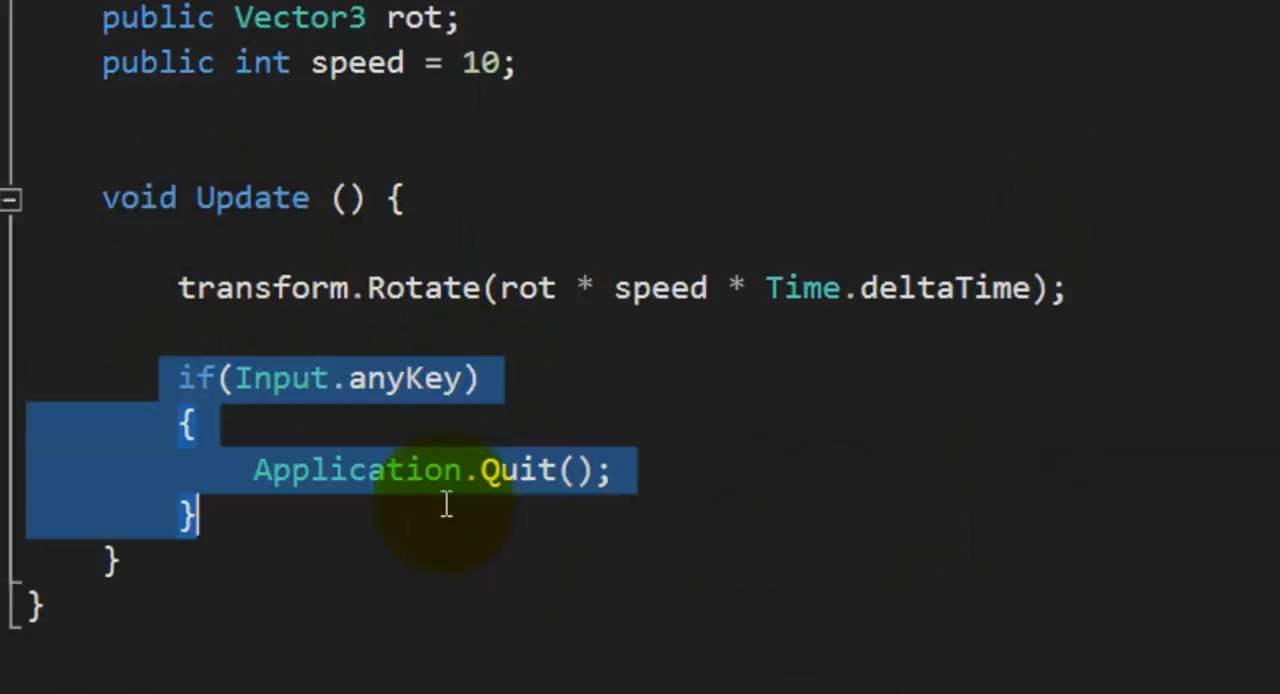 public Vector3 rot;
public int speed = 10;
void Update () {
transform.Rotate(rot * speed * Time.deltaTime);
if(Input.anyKey)
{
Application.Quit();
}
}
}